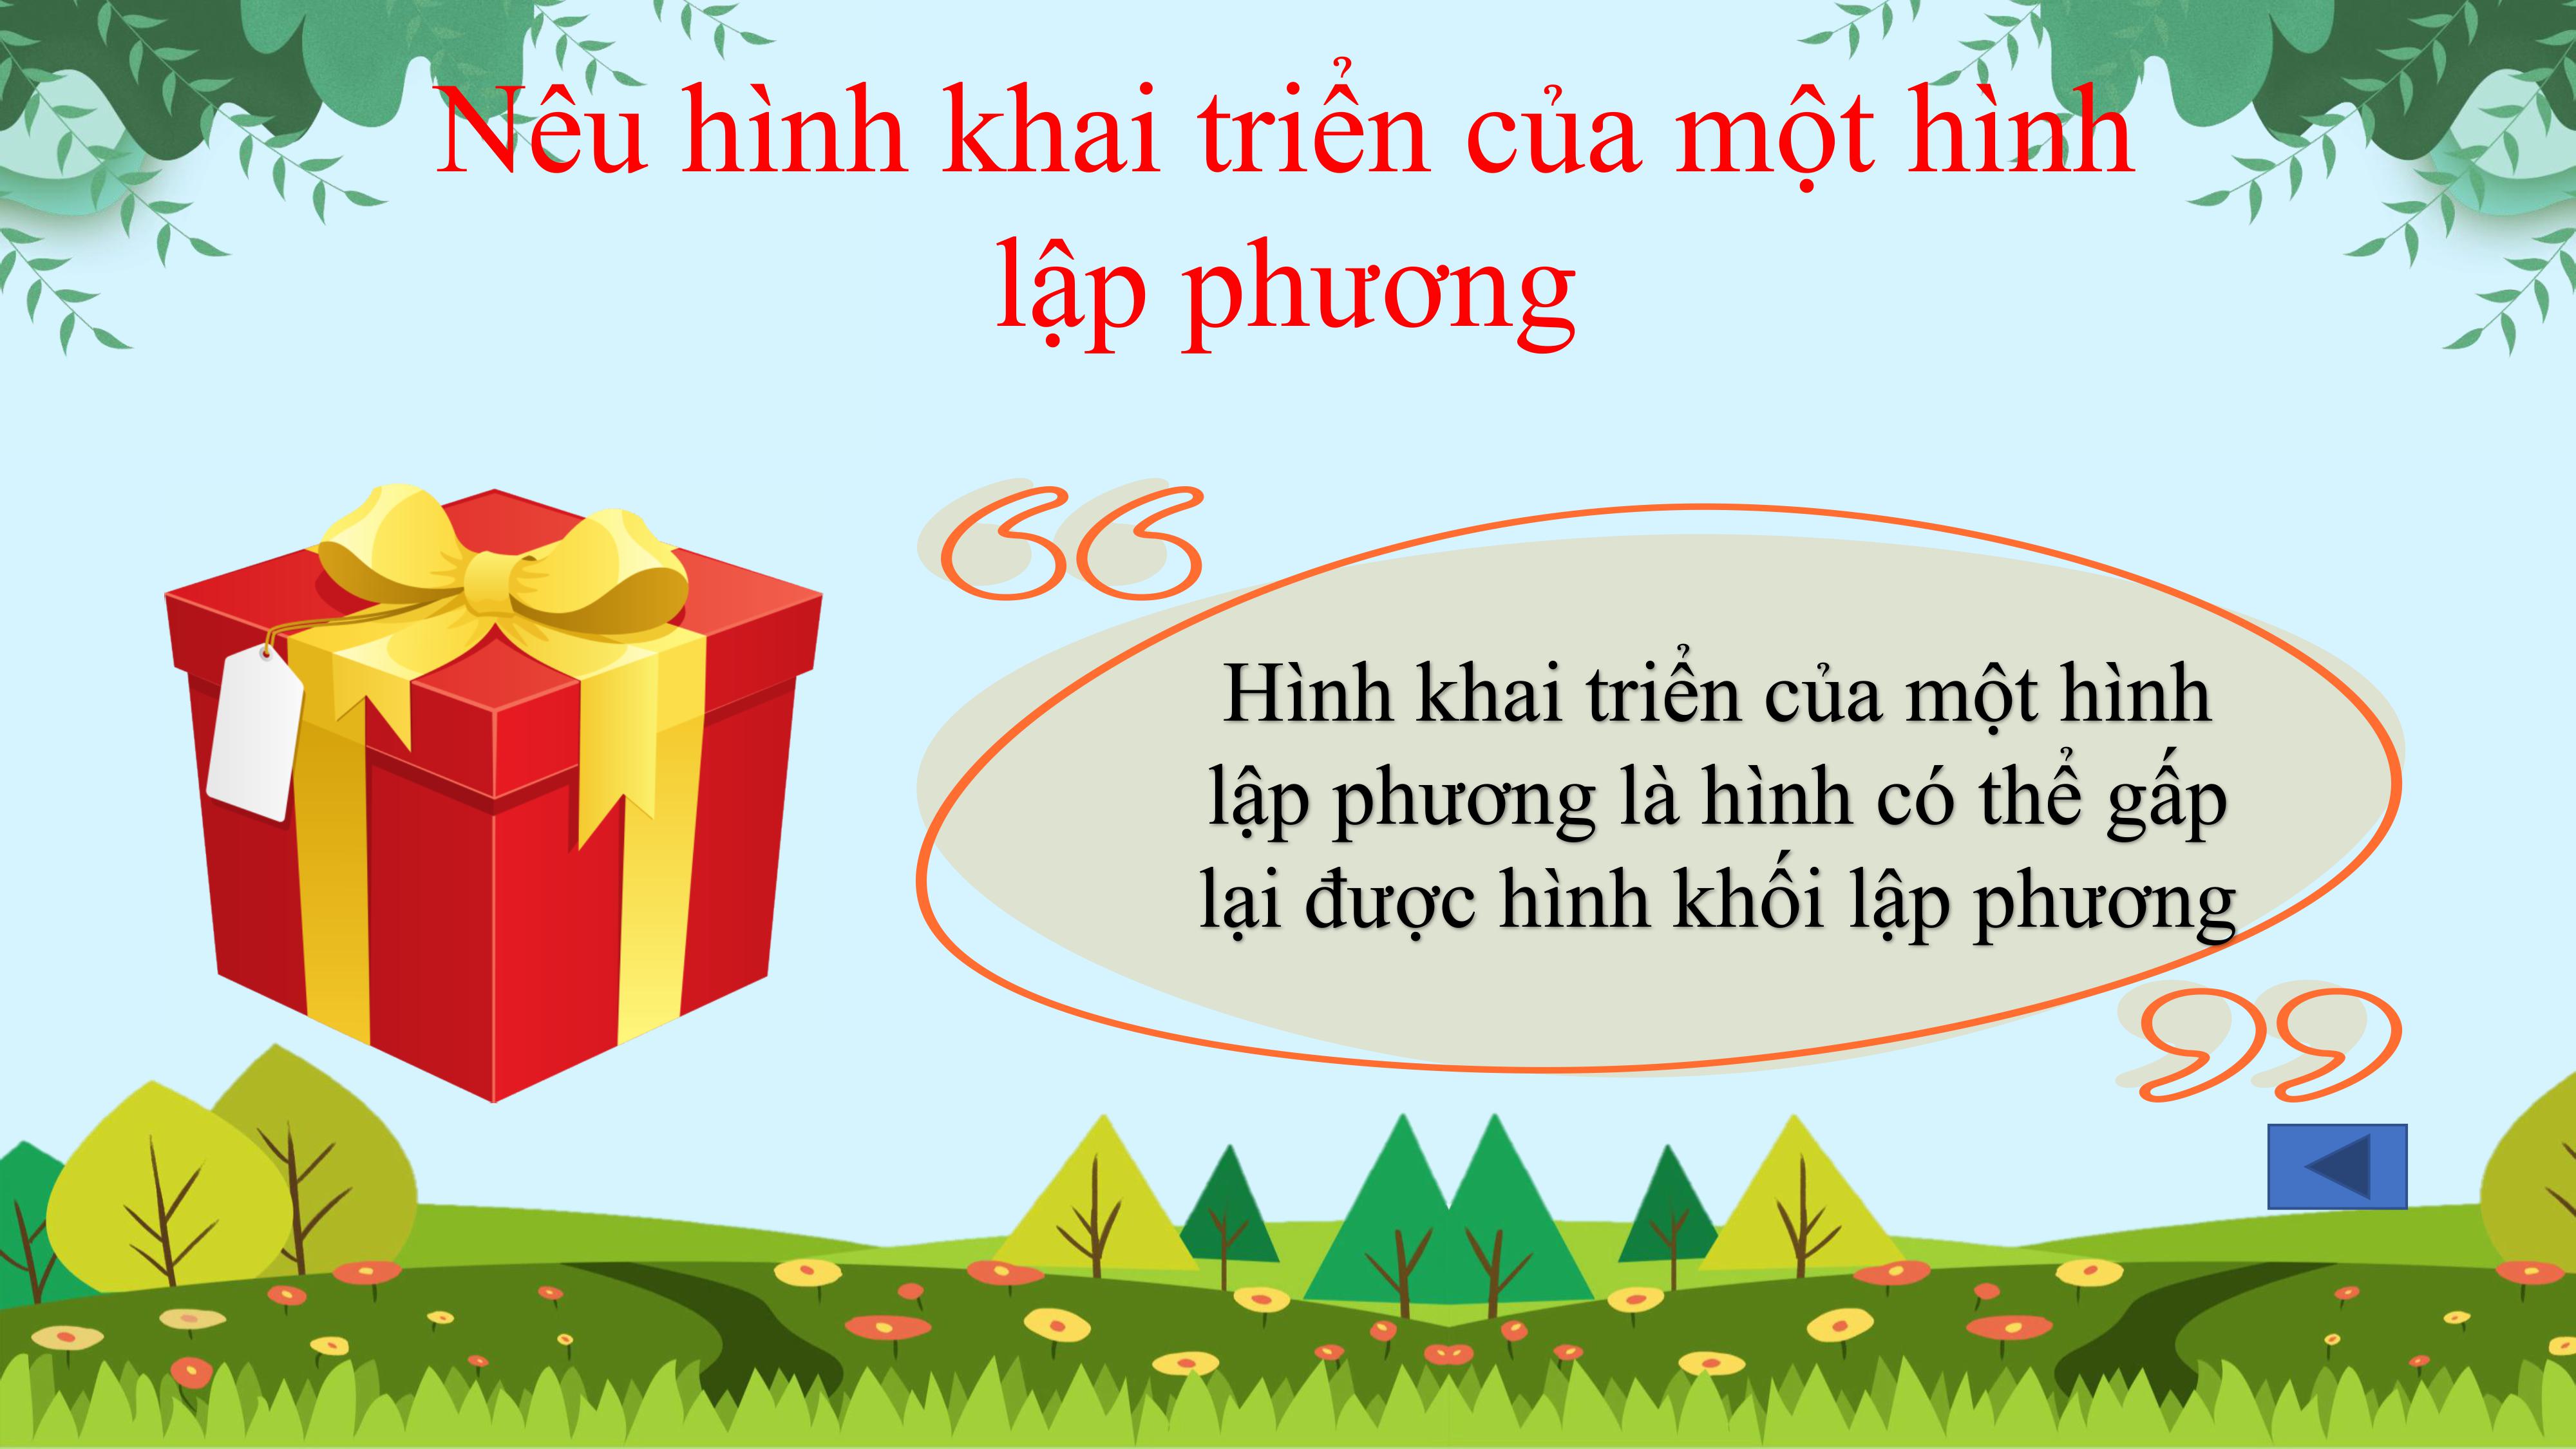 Nêu hình khai triển của một hình
lập phương
Hình khai triển của một hình
lập phương là hình có thể gấp
lại được hình khối lập phương